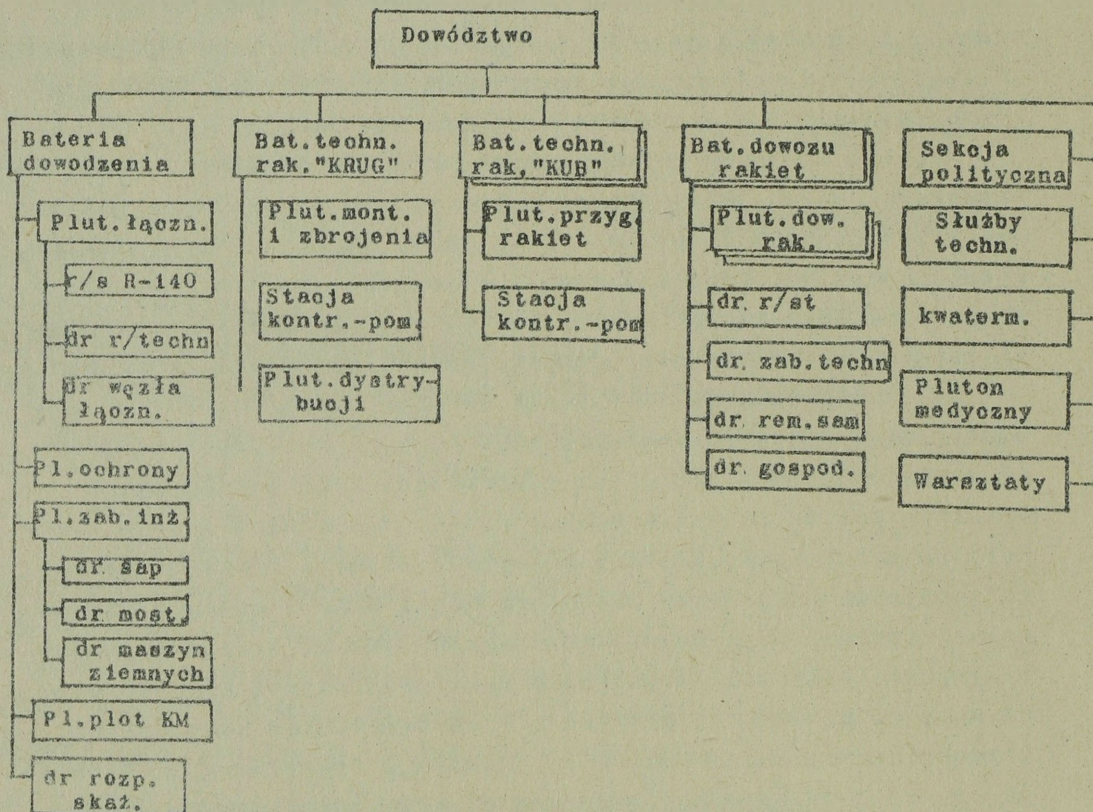 Dowództwo
Bateria
dowodzenia
Plut.łączn.
r/s R-140
dr r/techn
dr węzła
łączn.
Pl.ochrony
Pl.zab.inż.
dr sap
dr most.
dr maszyn
ziemnych
Pl.plot KM
dr rozp.
skaż.
Bat.techn.
rak."KRUG"
Plut.mont.
i zbrojenia
Stacja
kontr.-pom.
Plut.dystry-
bucji
Bat.techn.
rak,"KUB"
Plut.przyg.
rakiet
Stacja
kontr.-pom
Bat.dowozu
rakiet
Plut.dow.
rak.
dr. r/st
dr. zab.techn
dr. rem.sam
dr. gospod.
Sekcja
polityczna
Służby
techn.
kwaterm.
Pluton
medyczny
Warsztaty